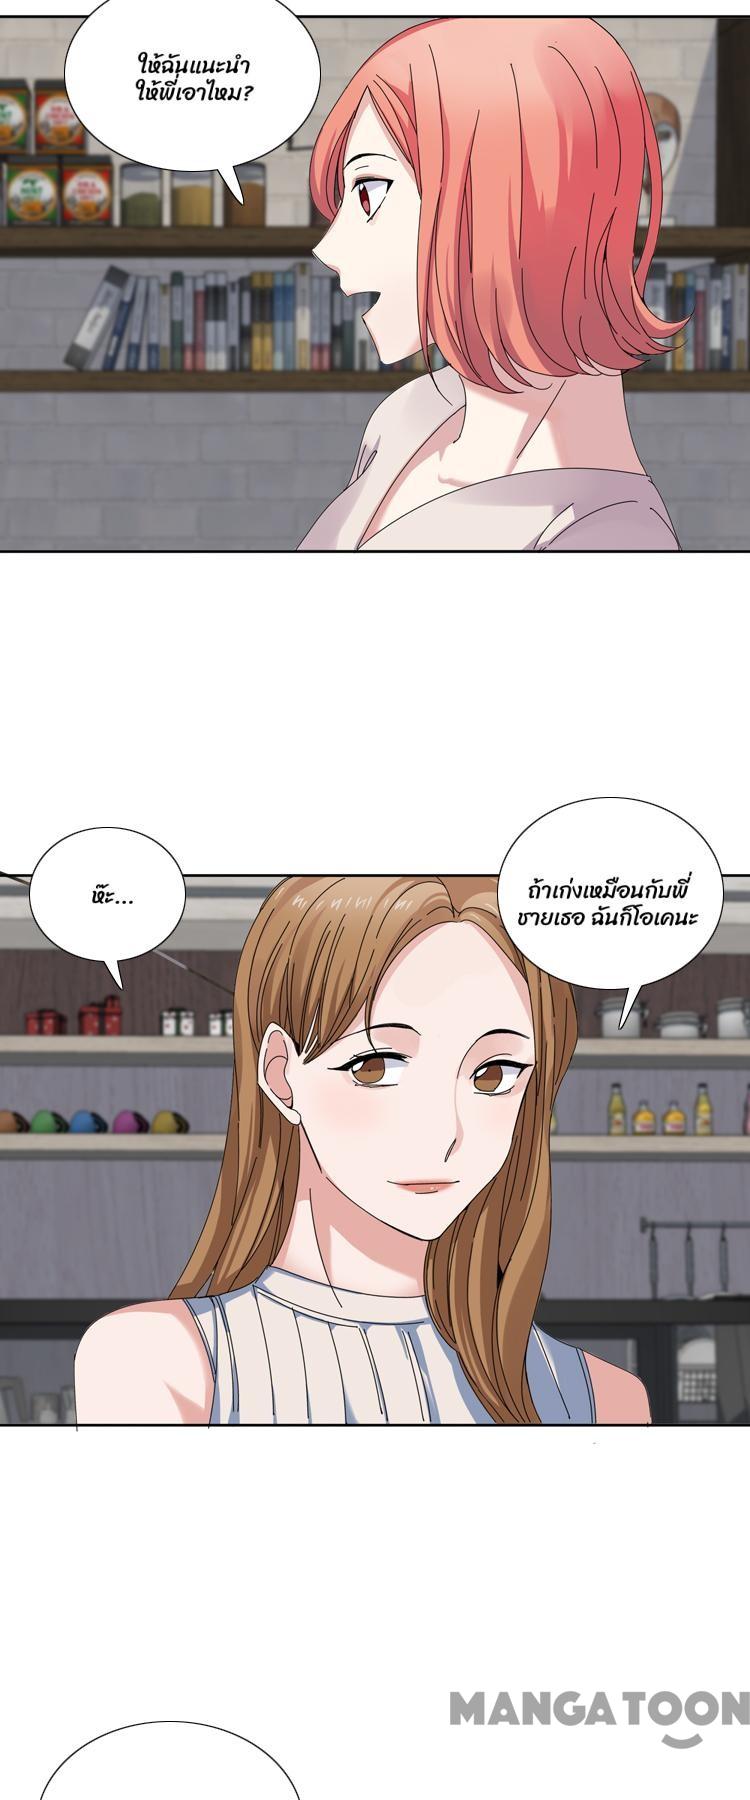 ให้ฉันแนะนำ
ให้พี่เอาไหม?
ห๊ะ...
ถ้าเก่งเหมือนกับพี่
ชายเธอ ฉันก็โอเคนะ
MANGATOON